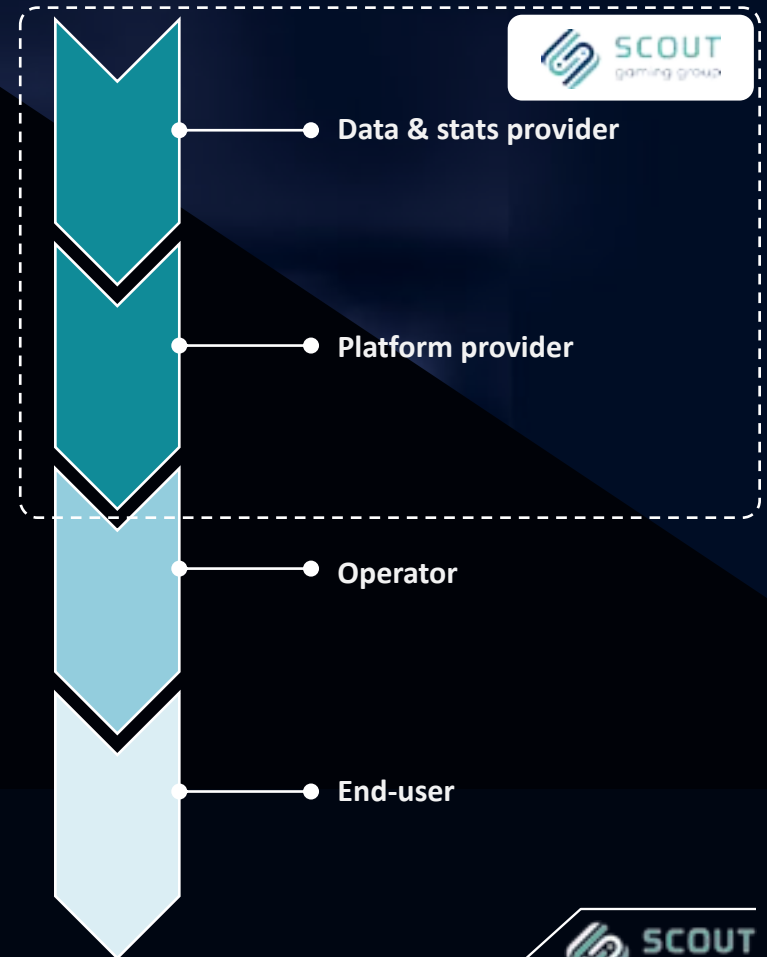 SCOUT
gaming group
Data & stats provider
Platform provider
Operator
End-user
SCOUT